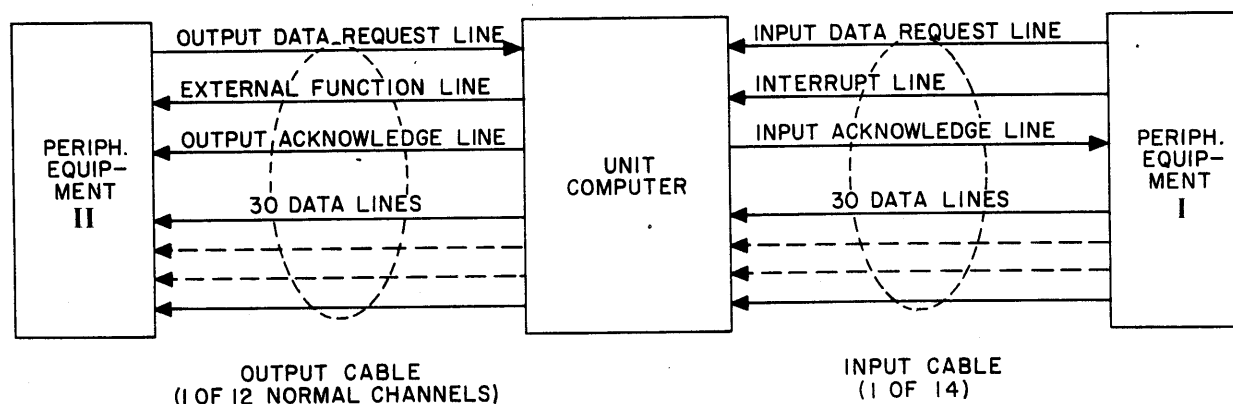 OUTPUT DATA REQUEST LINE
EXTERNAL FUNCTION LINE
OUTPUT ACKNOWLEDGE LINE
30 DATA LINES
PERIPH.
EQUIP-
MENT
II
UNIT
COMPUTER
INPUT DATA REQUEST LINE
INTERRUPT LINE
INPUT ACKNOWLEDGE LINE
30 DATA LINES
PERIPH.
EQUIP-
MENT
I
OUTPUT CABLE
(1 OF 12 NORMAL CHANNELS)
INPUT CABLE
(1 OF 14)